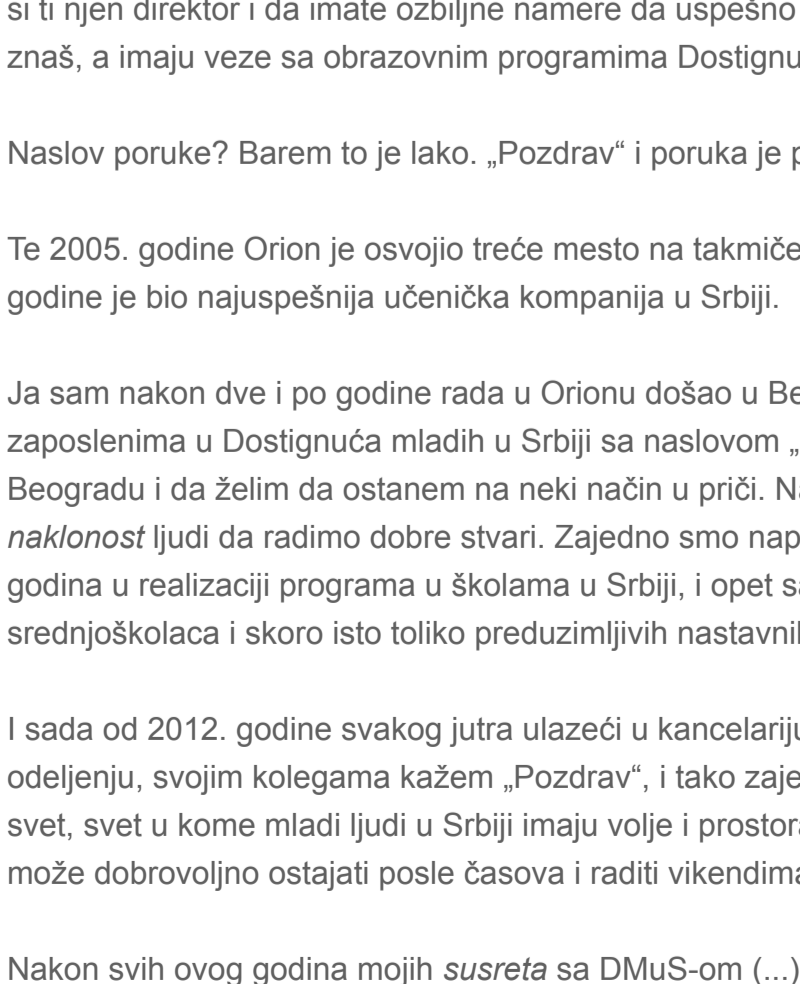 si ti njen direktor i da imate ozbiljne namere da uspešno
znaš, a imaju veze sa obrazovnim programima Dostignu
Naslov poruke? Barem to je lako. „Pozdrav“ i poruka je p
Te 2005. godine Orion je osvojio treće mesto na takmiče
godine je bio najuspešnija učenička kompanija u Srbiji.
Ja sam nakon dve i po godine rada u Orionu došao u Be
zaposlenima u Dostignuća mladih u Srbiji sa naslovom „
Beogradu i da želim da ostanem na neki način u priči. Na
naklonost ljudi da radimo dobre stvari. Zajedno smo nap
godina u realizaciji programa u školama u Srbiji, i opet sa
srednjoškolaca i skoro isto toliko preduzimljivih nastavnik
I sada od 2012. godine svakog jutra ulazeći u kancelariju
odeljenju, svojim kolegama kažem „Pozdrav“, i tako zaje
svet, svet u kome mladi ljudi u Srbiji imaju volje i prostora
može dobrovoljno ostajati posle časova i raditi vikendima
Nakon svih ovog godina mojih susreta sa DMuS-om (...)